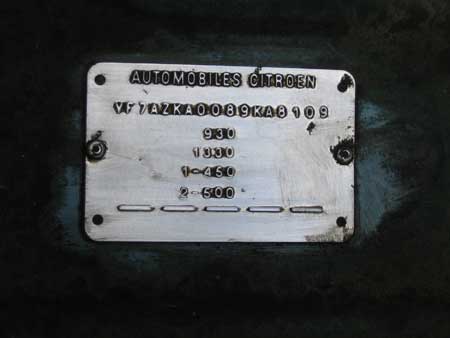 AUTOMOBILES CITROEN
VF7AZKA0089KA8109
930
1330
1-450
2-500